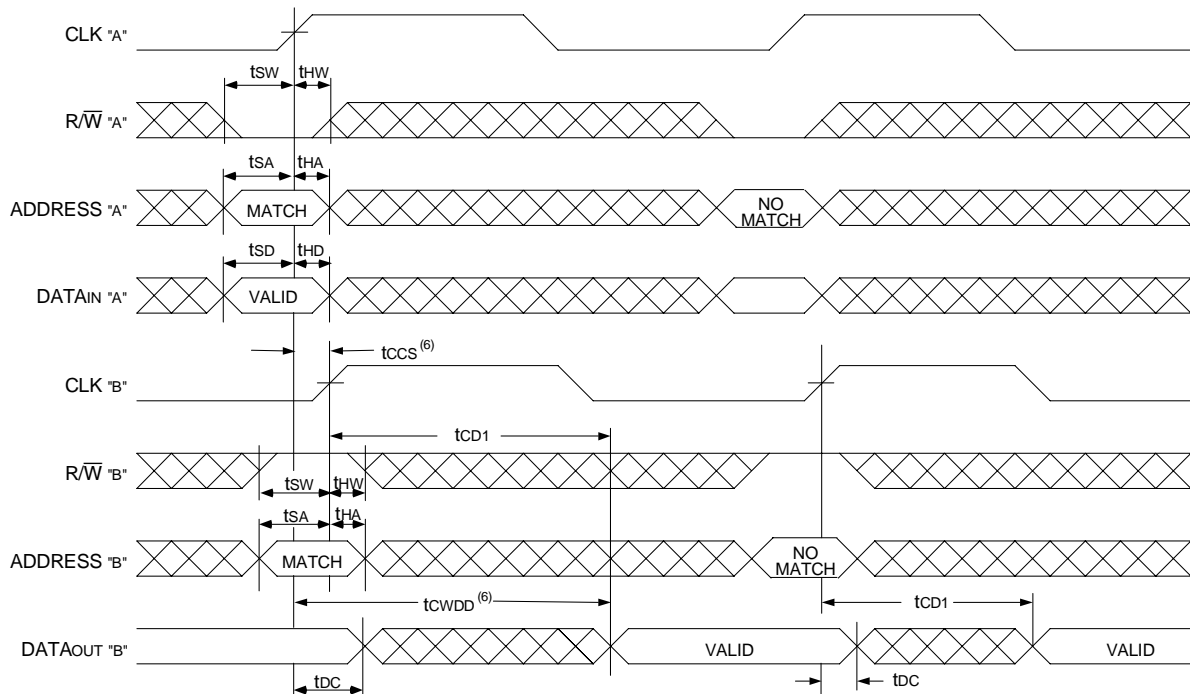 CLK "A"
tSW tHW
R/W "A"
tSA tHA
ADDRESS "A" MATCH NO MATCH
tSD tHD
DATAIN "A" VALID
tCCS (6)
CLK "B"
tCD1
R/W "B"
tSW tHW
tSA tHA
ADDRESS "B" MATCH NO MATCH
tCWDD (6) tCD1
DATAOUT "B" VALID VALID
tDC tDC